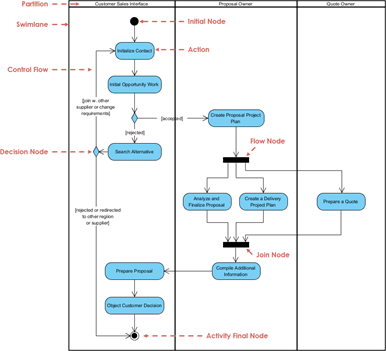 Partition
Customer Sales Interface
Proposal Owner
Quote Owner
Swimlane
Initial Node
Initialize Contact
Action
Control Flow
Initial Opportunity Work
[join w. other
supplier or change
requirements]
[accepted]
Create Proposal Project
Plan
[rejected]
Flow Node
Decision Node
Search Alternative
Analyze and
Finalize Proposal
Create a Delivery
Project Plan
Prepare a Quote
[rejected or redirected
to other region
or supplier]
Join Node
Prepare Proposal
Compile Additional
Information
Object Customer Decision
Activity Final Node